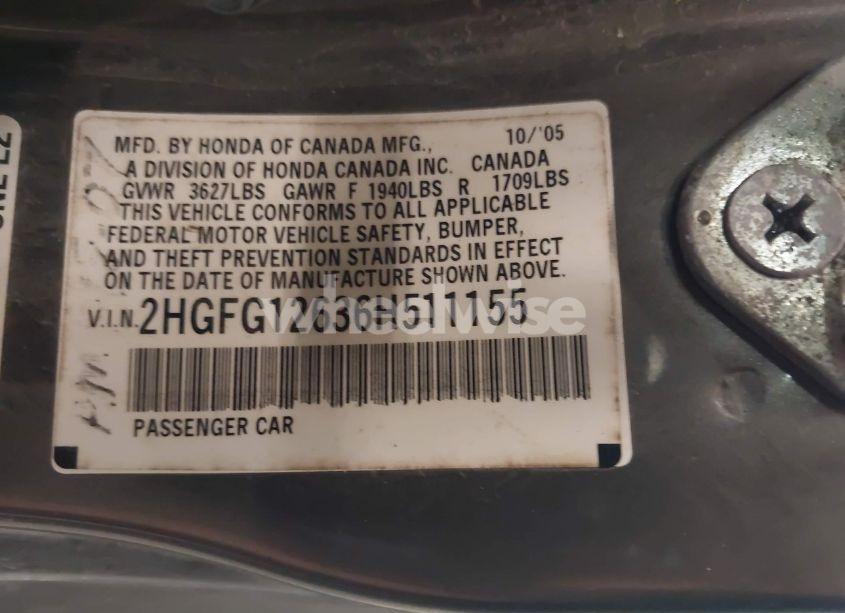 MFD. BY HONDA OF CANADA MFG., 10/'05
A DIVISION OF HONDA CANADA INC. CANADA
GVWR 3627LBS GAWR F 1940LBS R 1709LBS
THIS VEHICLE CONFORMS TO ALL APPLICABLE
FEDERAL MOTOR VEHICLE SAFETY, BUMPER,
AND THEFT PREVENTION STANDARDS IN EFFECT
ON THE DATE OF MANUFACTURE SHOWN ABOVE.
V.I.N. 2HGFG12636H511155
wheelwise
PASSENGER CAR